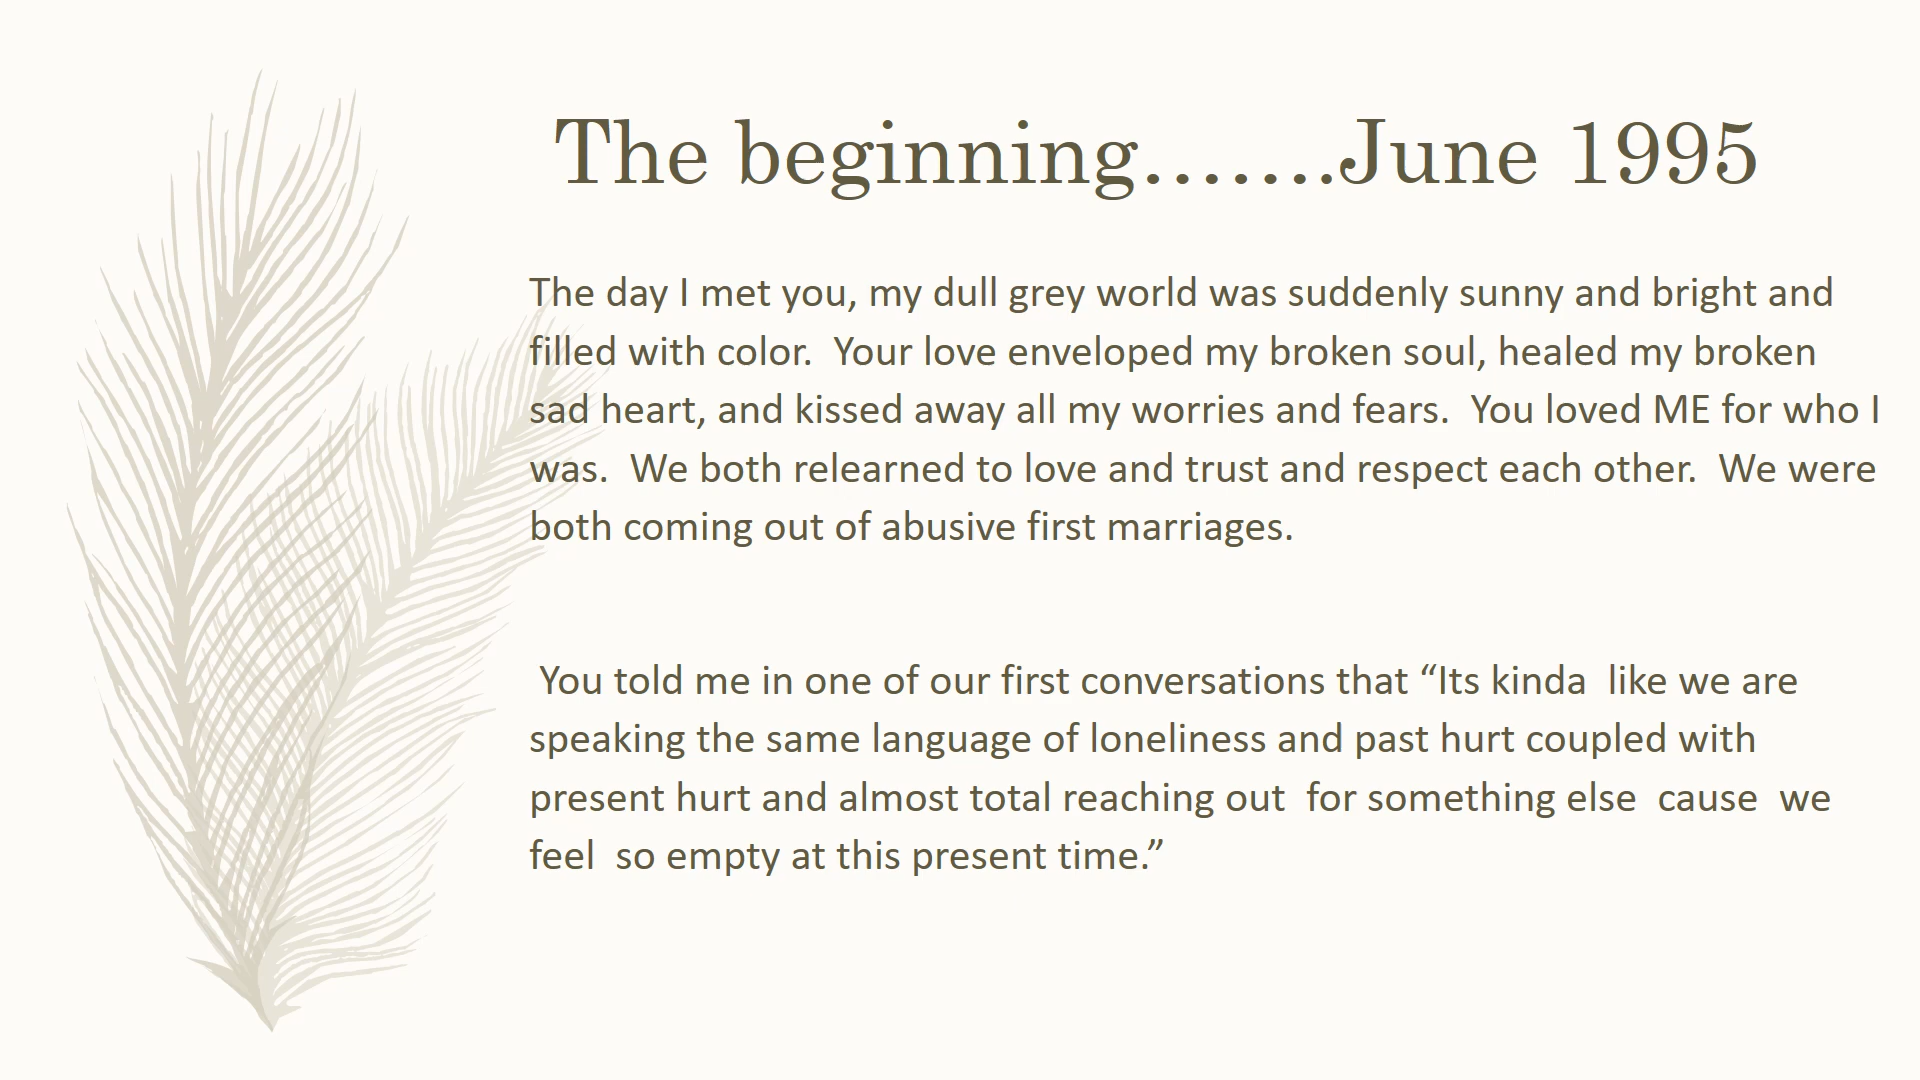 The beginning.......June 1995
The day I met you, my dull grey world was suddenly sunny and bright and
filled with color.  Your love enveloped my broken soul, healed my broken
sad heart, and kissed away all my worries and fears.  You loved ME for who I
was.  We both relearned to love and trust and respect each other.  We were
both coming out of abusive first marriages.
You told me in one of our first conversations that “Its kinda  like we are
speaking the same language of loneliness and past hurt coupled with
present hurt and almost total reaching out  for something else  cause  we
feel  so empty at this present time.”